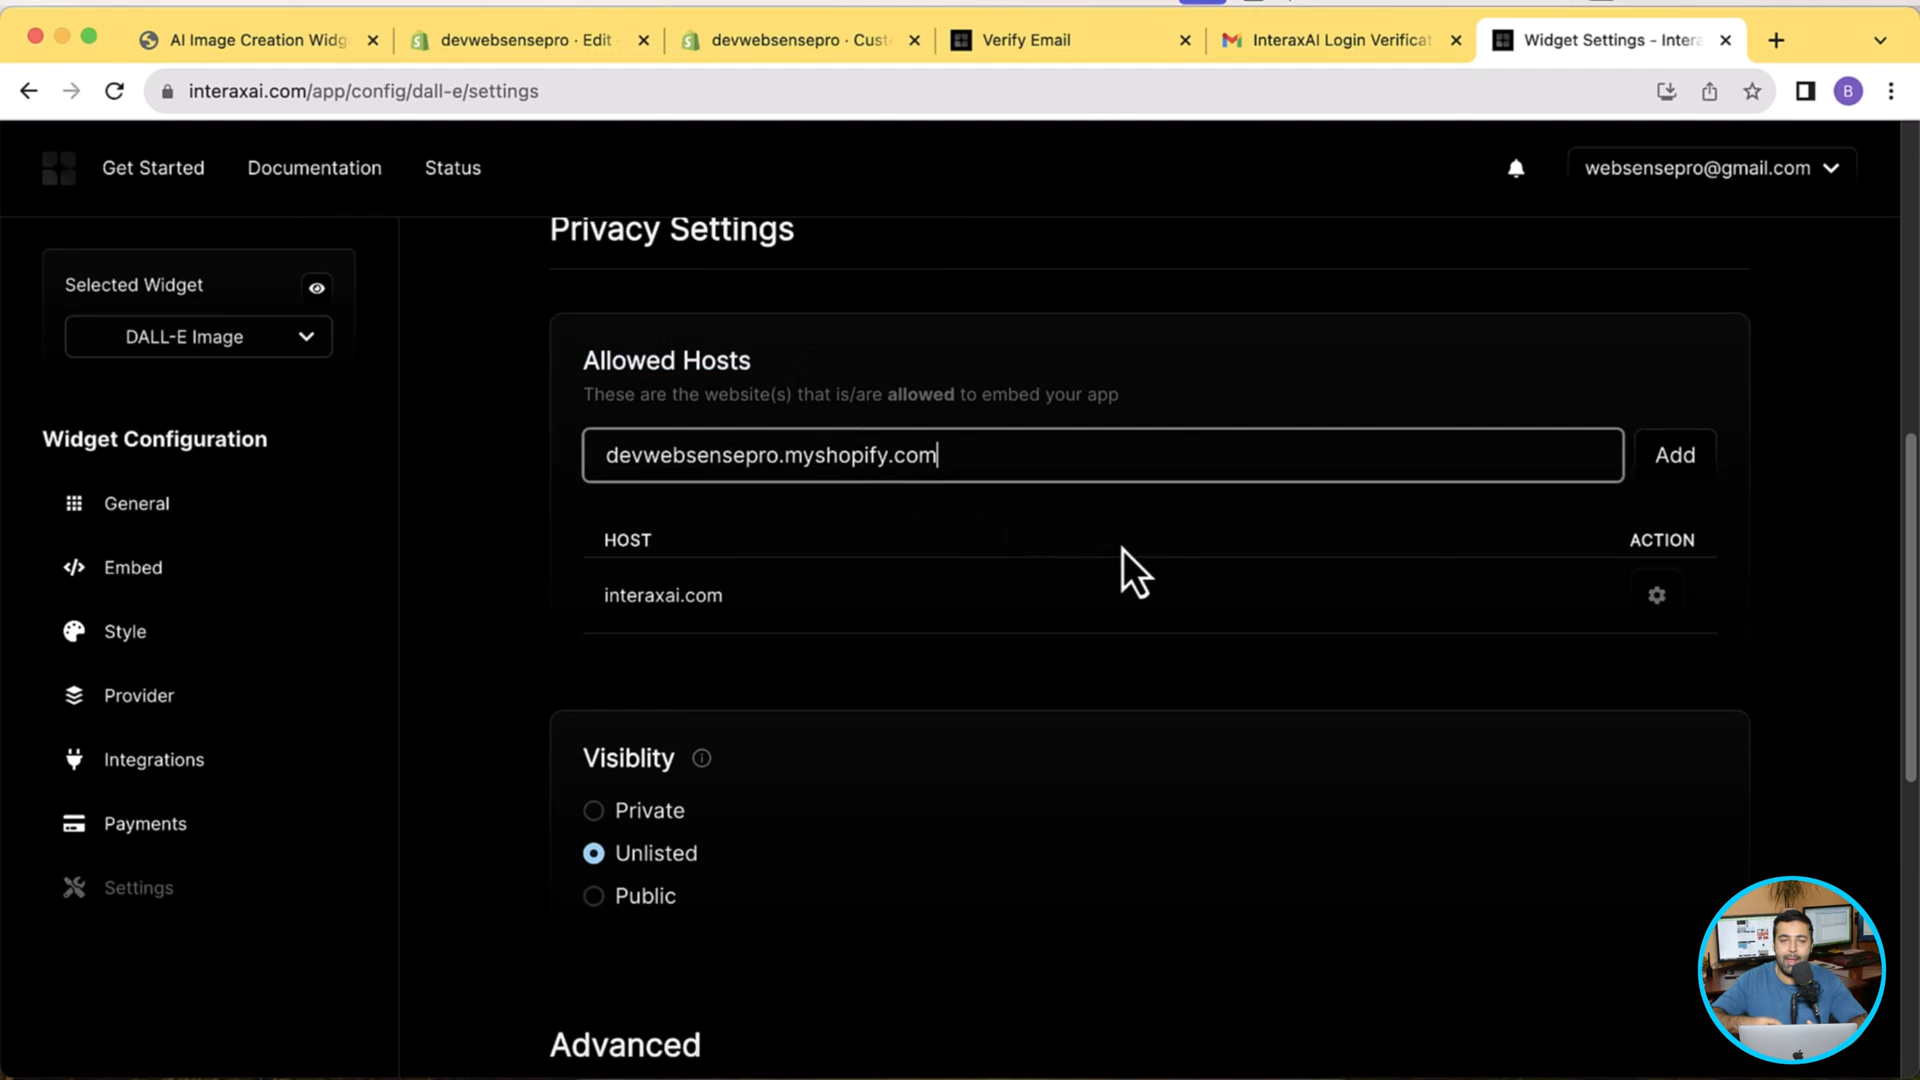 AI Image Creation Widg
devwebsensepro · Edit
devwebsensepro · Cust
Verify Email
InteraxAI Login Verificat
Widget Settings - Intera
interaxai.com/app/config/dall-e/settings
B
Get Started
Documentation
Status
websensepro@gmail.com
Selected Widget
DALL-E Image
Widget Configuration
General
Embed
Style
Provider
Integrations
Payments
Settings
Privacy Settings
Allowed Hosts
These are the website(s) that is/are allowed to embed your app
devwebsensepro.myshopify.com
Add
HOST
ACTION
interaxai.com
Visiblity
Private
Unlisted
Public
Advanced